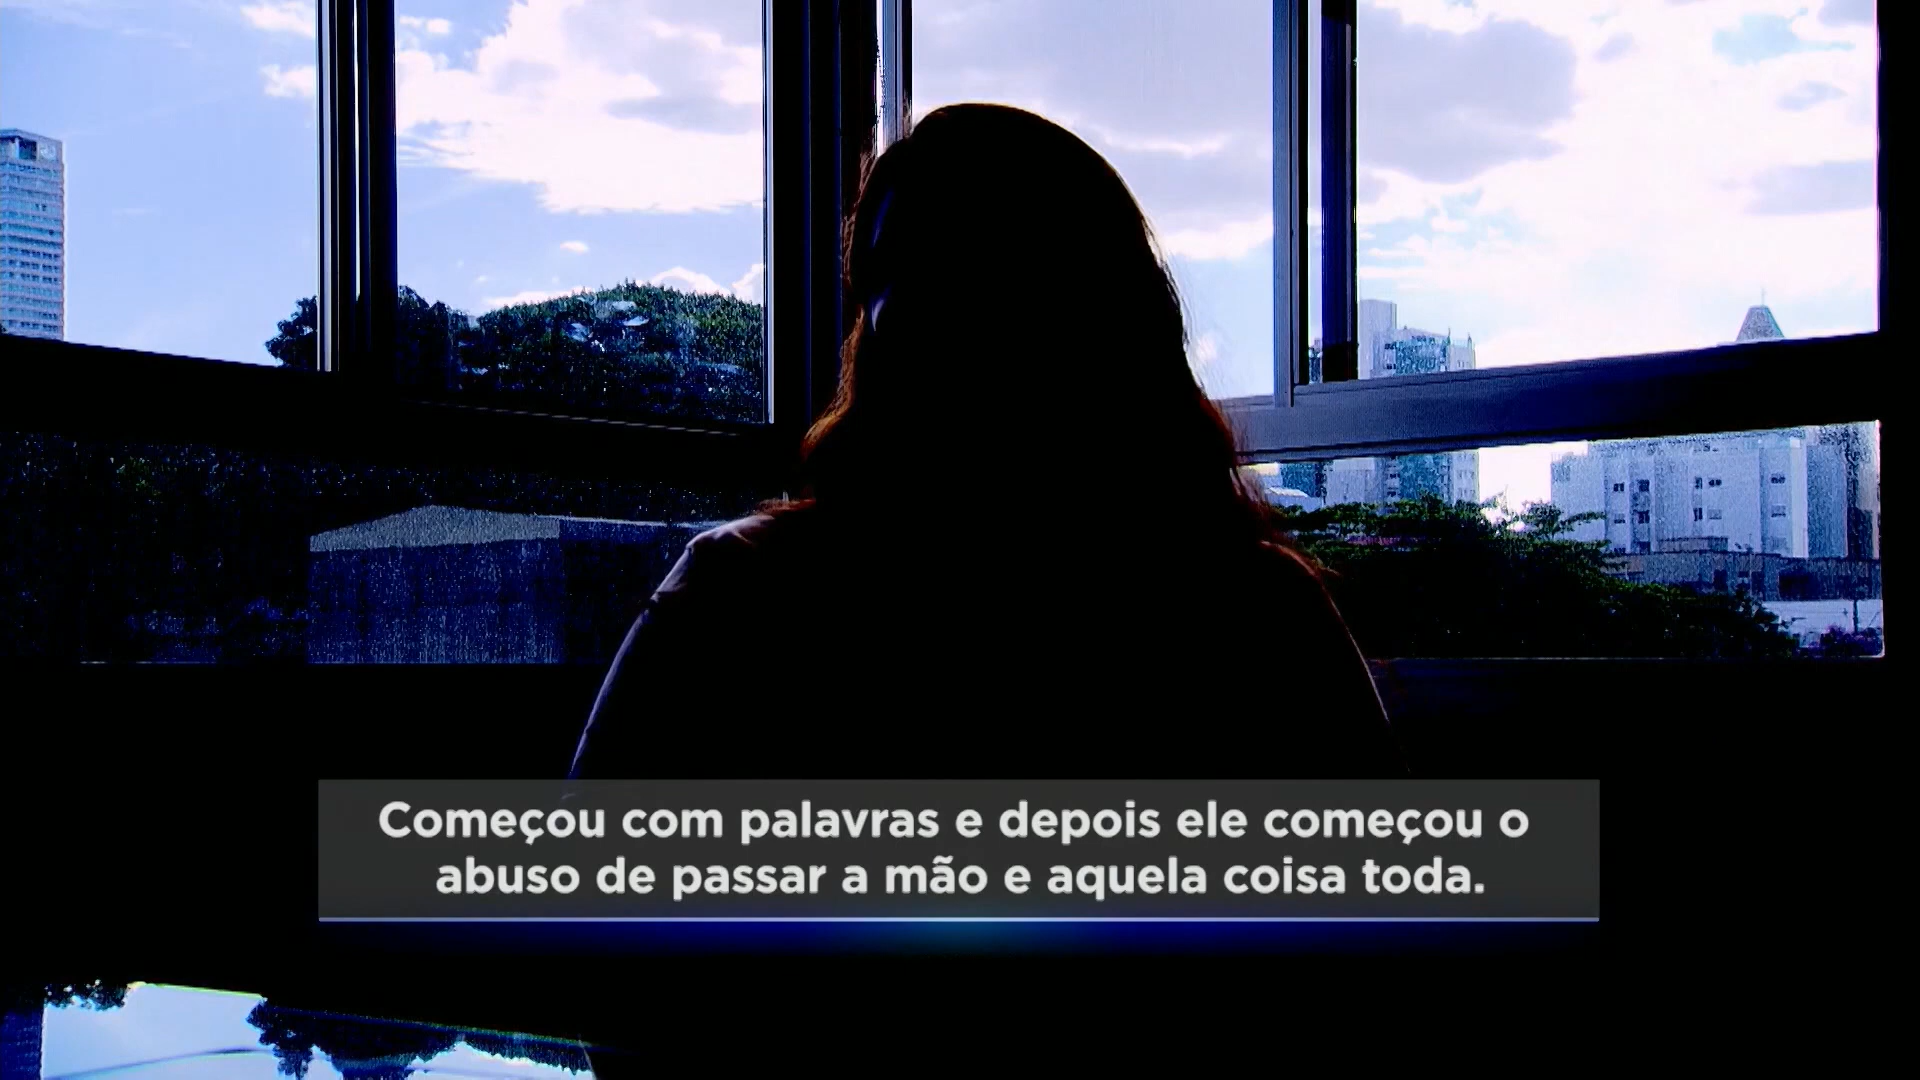 Começou com palavras e depois ele começou o
abuso de passar a mão e aquela coisa toda.